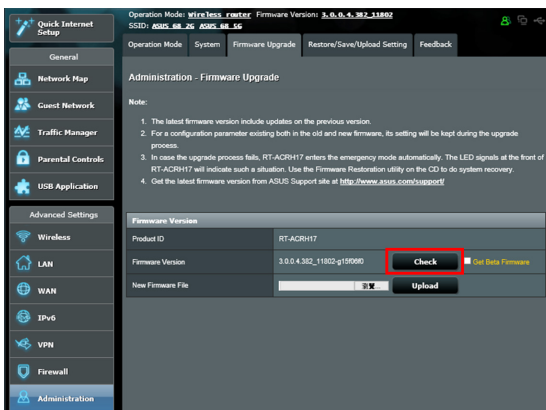 Quick Internet
Setup
Operation Mode: Wireless router Firmware Version: 3.0.0.4.382_11802
SSID: ASUS_68_2G ASUS_68_5G
Operation Mode System Firmware Upgrade Restore/Save/Upload Setting Feedback
General
Network Map
Guest Network
Traffic Manager
Parental Controls
USB Application
Advanced Settings
Wireless
LAN
WAN
IPv6
VPN
Firewall
Administration
Administration - Firmware Upgrade
Note:
1. The latest firmware version include updates on the previous version.
2. For a configuration parameter existing both in the old and new firmware, its setting will be kept during the upgrade
process.
3. In case the upgrade process fails, RT-ACRH17 enters the emergency mode automatically. The LED signals at the front of
RT-ACRH17 will indicate such a situation. Use the Firmware Restoration utility on the CD to do system recovery.
4. Get the latest firmware version from ASUS Support site at http://www.asus.com/support/
Firmware Version
Product ID RT-ACRH17
Firmware Version 3.0.0.4.382_11802-g15f06f0 Check Get Beta Firmware
New Firmware File 瀏覽... Upload